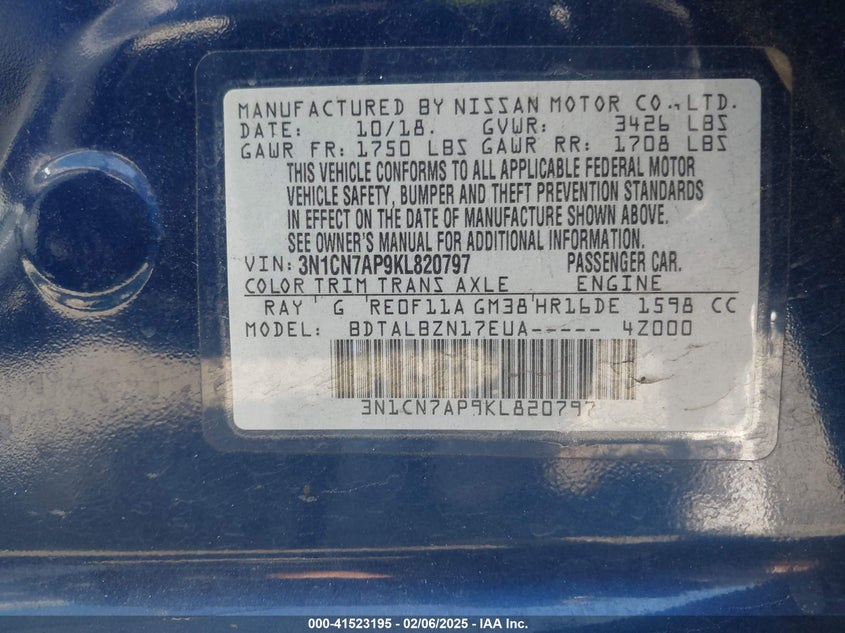 MANUFACTURED BY NISSAN MOTOR CO., LTD.
DATE: 10/18. GVWR: 3426 LBS
GAWR FR: 1750 LBS GAWR RR: 1708 LBS
THIS VEHICLE CONFORMS TO ALL APPLICABLE FEDERAL MOTOR
VEHICLE SAFETY, BUMPER AND THEFT PREVENTION STANDARDS
IN EFFECT ON THE DATE OF MANUFACTURE SHOWN ABOVE.
SEE OWNER'S MANUAL FOR ADDITIONAL INFORMATION.
VIN: 3N1CN7AP9KL820797 PASSENGER CAR.
COLOR TRIM TRANS AXLE ENGINE
RAY G RE0F11A GM38 HR16DE 1598 CC
MODEL: BDTALBZN17EUA----- 4Z000
3N1CN7AP9KL820797
000-41523195 - 02/06/2025 - IAA Inc.